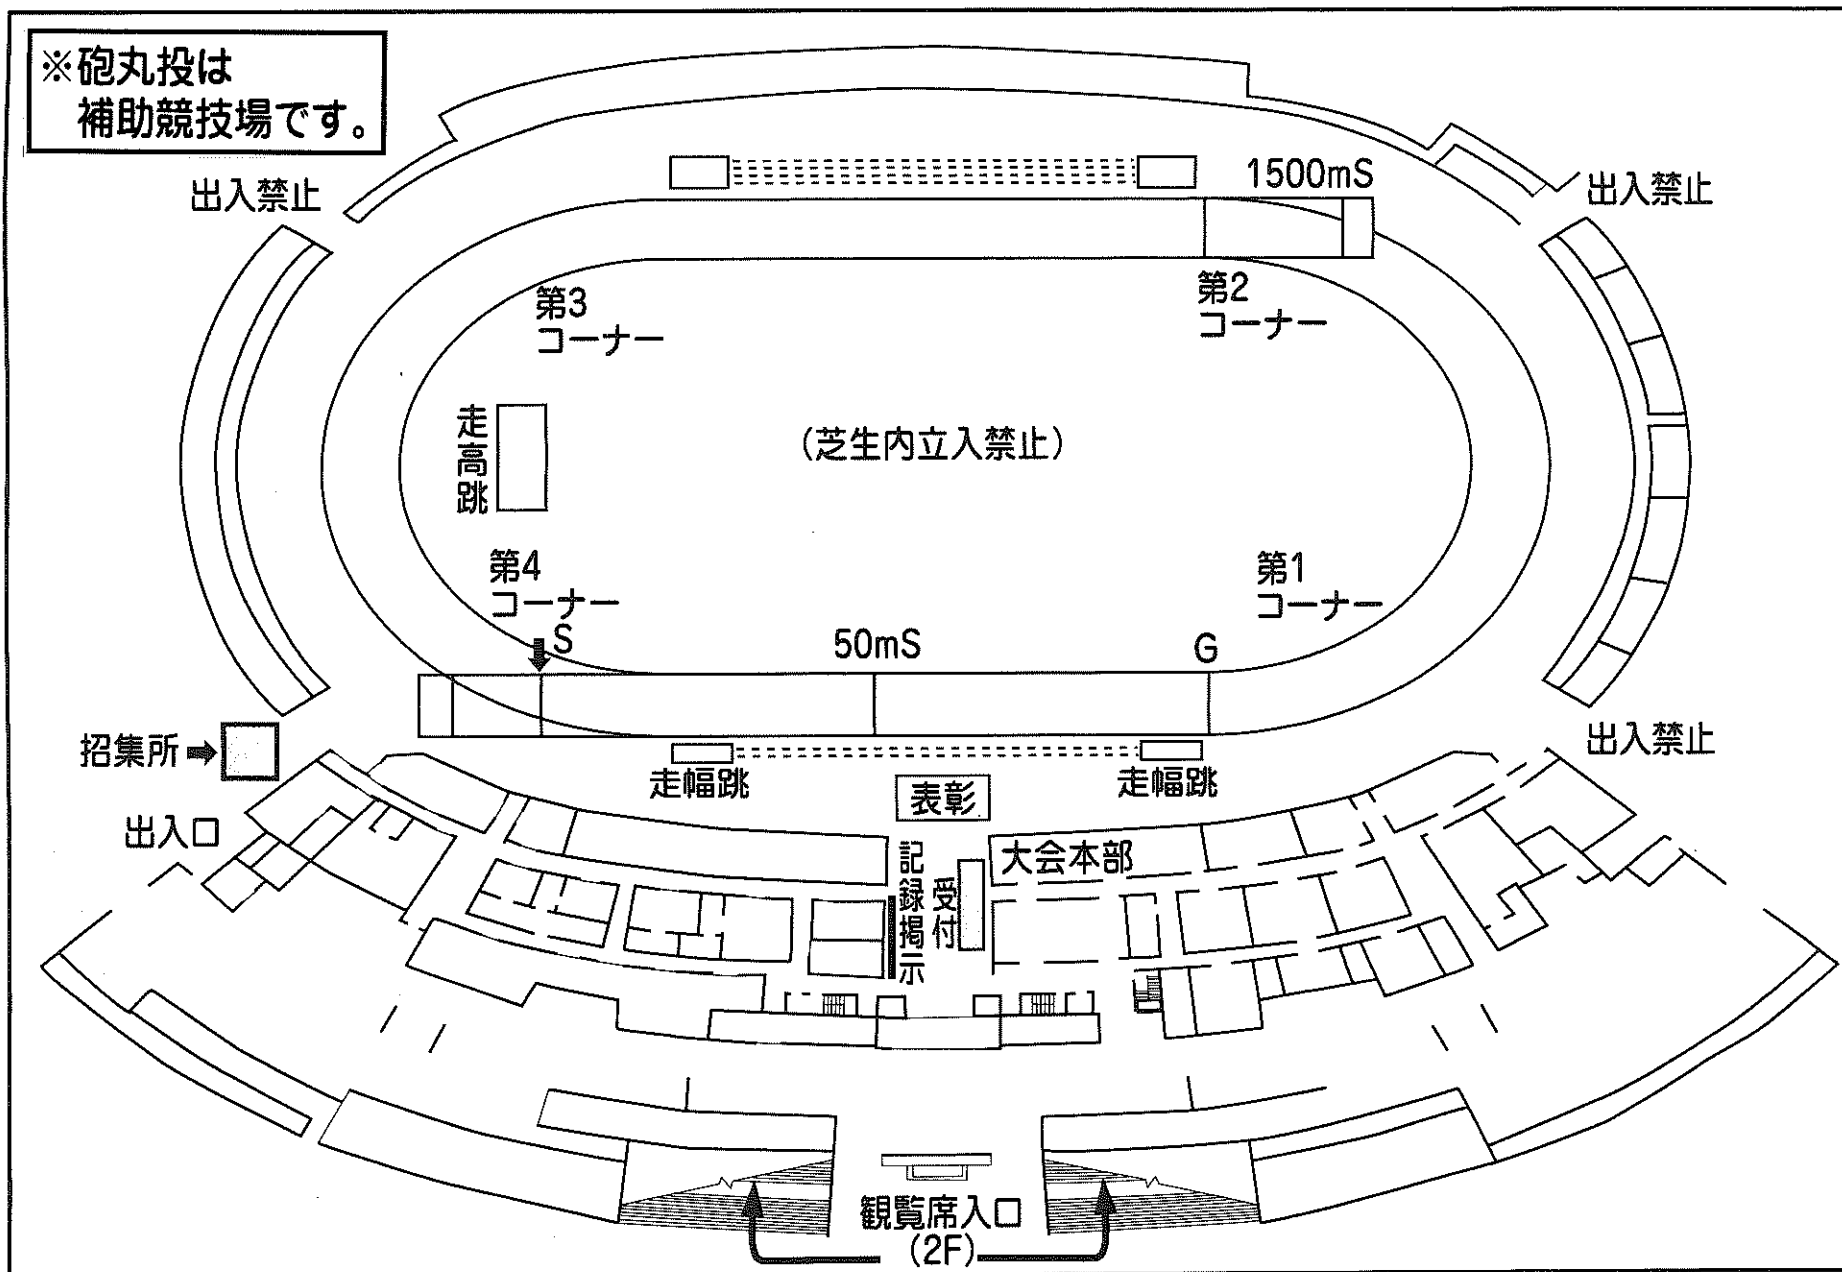 ※砲丸投は
補助競技場です。
1500mS
出入禁止
出入禁止
第3
コーナー
第2
コーナー
走高跳
(芝生内立入禁止)
第4
コーナー
第1
コーナー
S
50mS
G
招集所
出入禁止
走幅跳
走幅跳
表彰
出入口
大会本部
記録掲示
受付
観覧席入口
(2F)